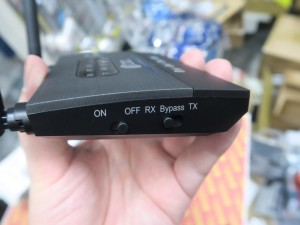 ON OFF RX Bypass TX